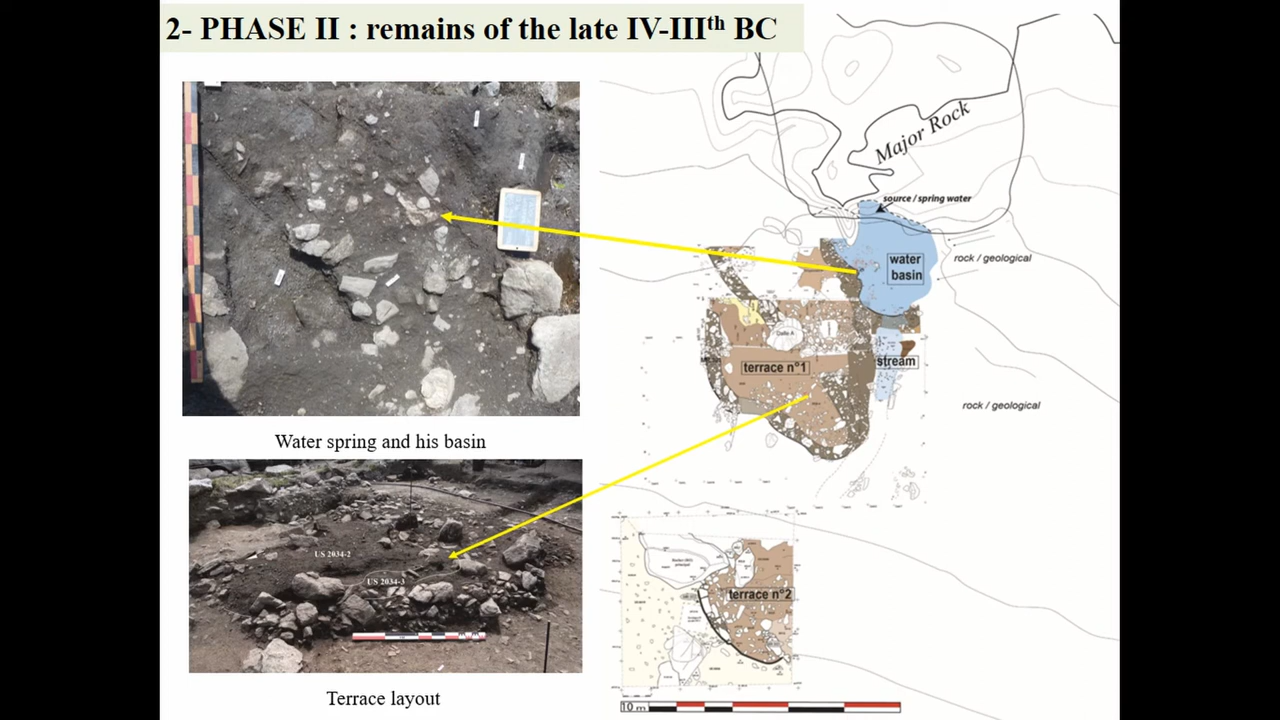 2- PHASE II : remains of the late IV-IIIth BC
Major Rock
source / spring water
water
basin
rock / geological
Dalle A
terrace n°1
stream
rock / geological
Water spring and his basin
US 2034-2
US 2034-3
terrace n°2
Terrace layout
10 m